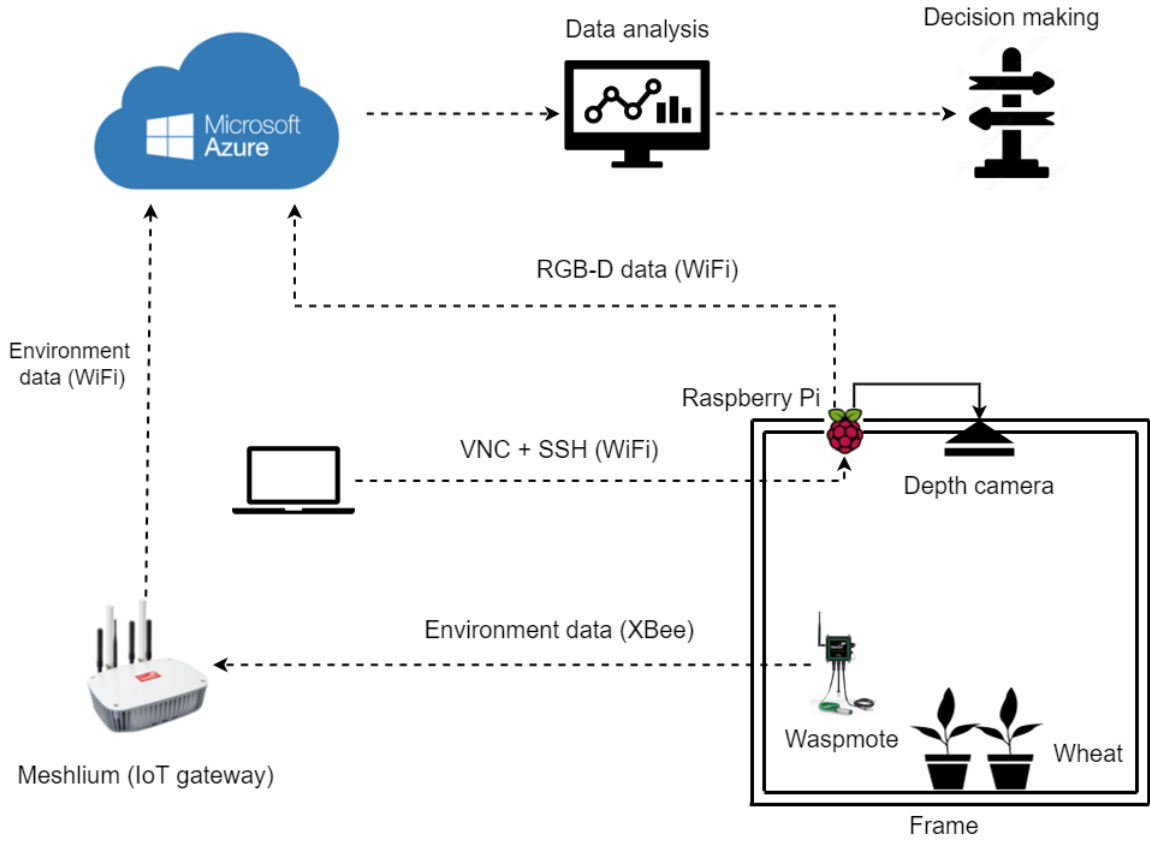 Decision making
Data analysis
Microsoft
Azure
RGB-D data (WiFi)
Environment
data (WiFi)
Raspberry Pi
VNC + SSH (WiFi)
Depth camera
Environment data (XBee)
Waspmote
Wheat
Meshlium (IoT gateway)
Frame